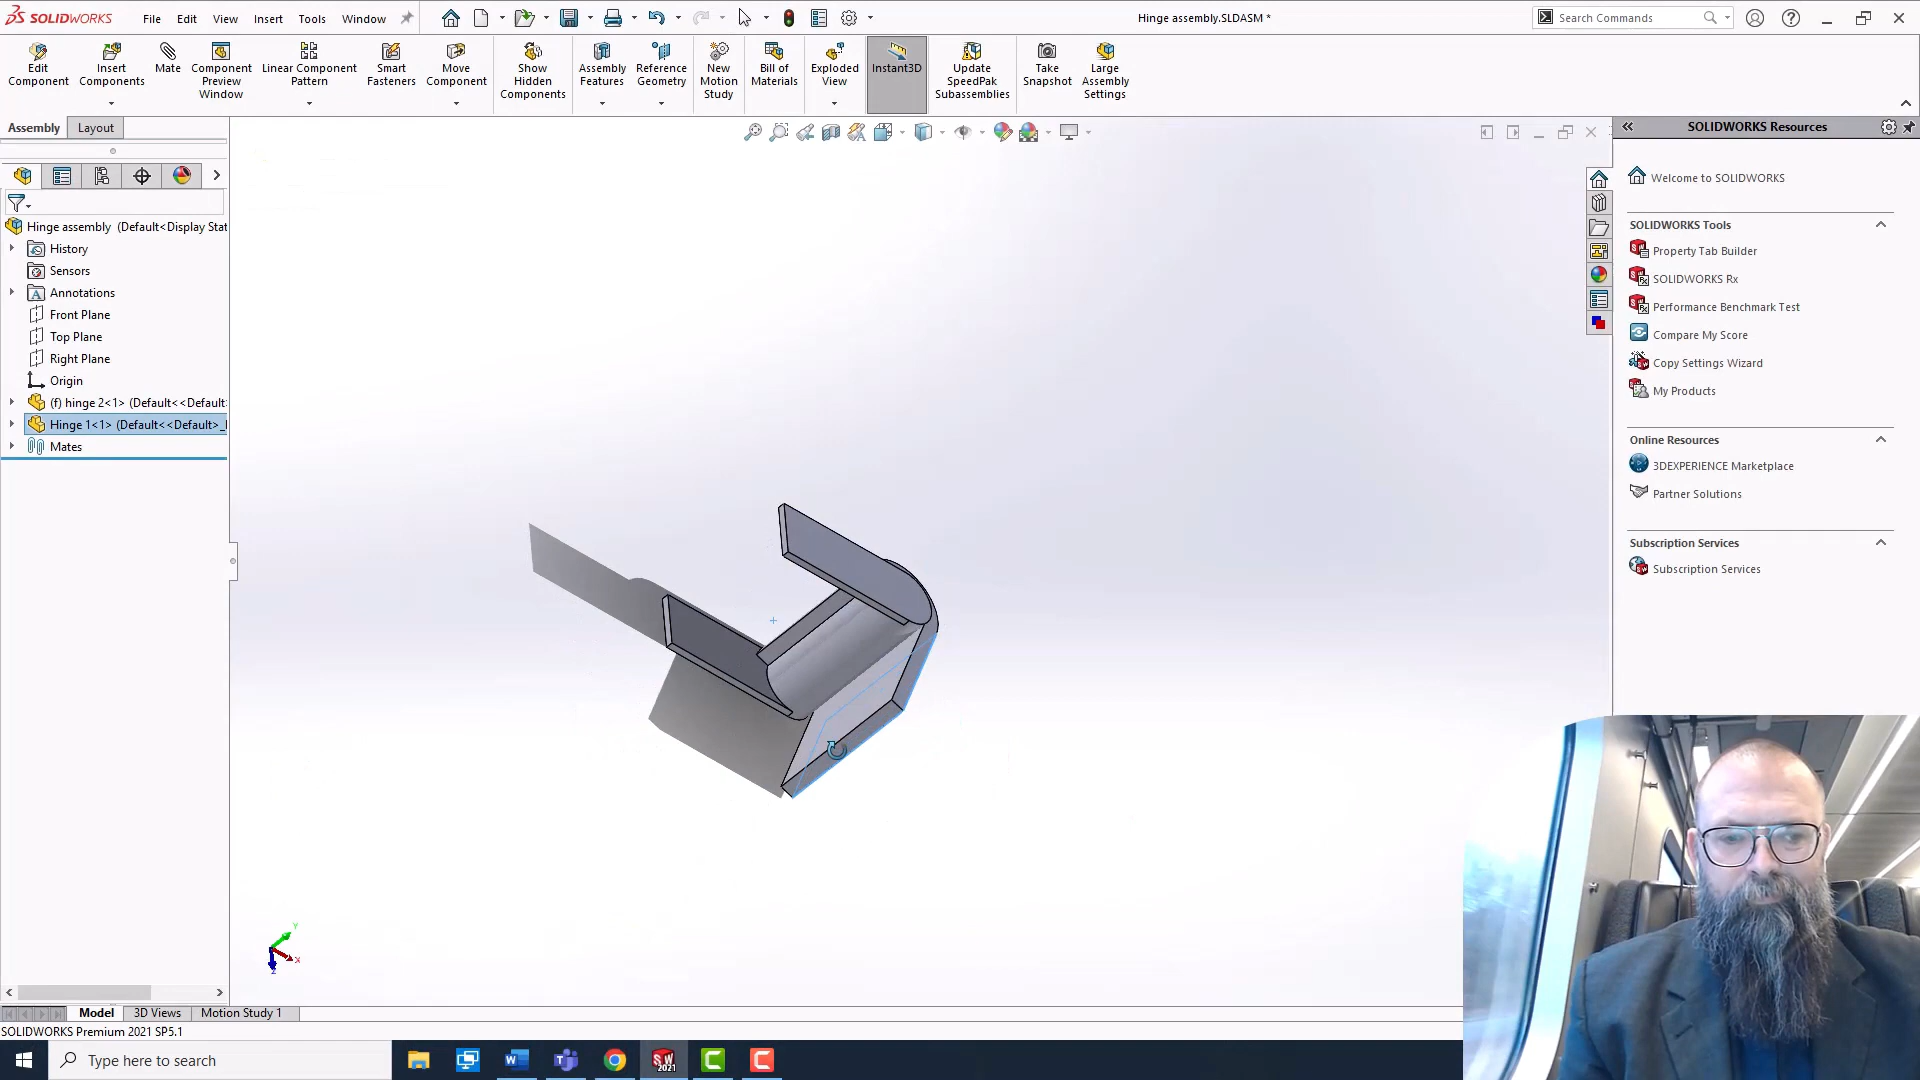 SOLIDWORKS
File
Edit
View
Insert
Tools
Window
Hinge assembly.SLDASM *
Search Commands
Edit
Component
Insert
Components
Mate
Component
Preview
Window
Linear Component
Pattern
Smart
Fasteners
Move
Component
Show
Hidden
Components
Assembly
Features
Reference
Geometry
New
Motion
Study
Bill of
Materials
Exploded
View
Instant3D
Update
SpeedPak
Subassemblies
Take
Snapshot
Large
Assembly
Settings
Assembly
Layout
Hinge assembly (Default<Display Stat
History
Sensors
Annotations
Front Plane
Top Plane
Right Plane
Origin
(f) hinge 2<1> (Default<<Default>
Hinge 1<1> (Default<<Default>_
Mates
SOLIDWORKS Resources
Welcome to SOLIDWORKS
SOLIDWORKS Tools
Property Tab Builder
SOLIDWORKS Rx
Performance Benchmark Test
Compare My Score
Copy Settings Wizard
My Products
Online Resources
3DEXPERIENCE Marketplace
Partner Solutions
Subscription Services
Subscription Services
Y
X
Z
Model
3D Views
Motion Study 1
SOLIDWORKS Premium 2021 SP5.1
Type here to search
SW
2021